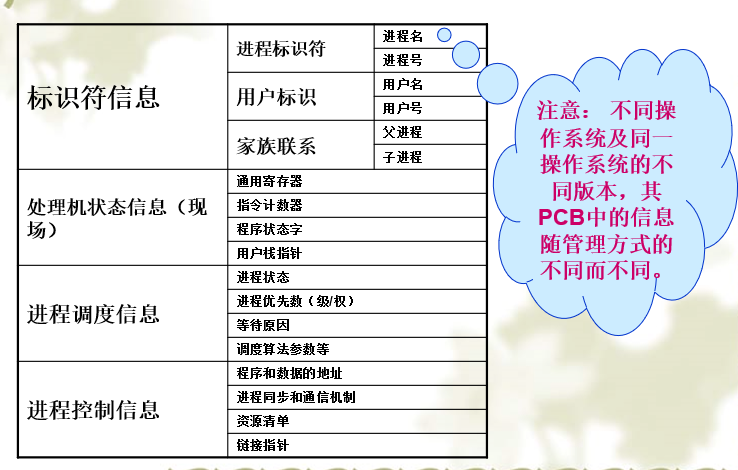 标识符信息
进程标识符
进程名
进程号
用户标识
用户名
用户号
家族联系
父进程
子进程
处理机状态信息（现
场）
通用寄存器
指令计数器
程序状态字
用户栈指针
进程调度信息
进程状态
进程优先数（级/权）
等待原因
调度算法参数等
进程控制信息
程序和数据的地址
进程同步和通信机制
资源清单
链接指针
注意： 不同操
作系统及同一
操作系统的不
同版本，其
PCB中的信息
随管理方式的
不同而不同。